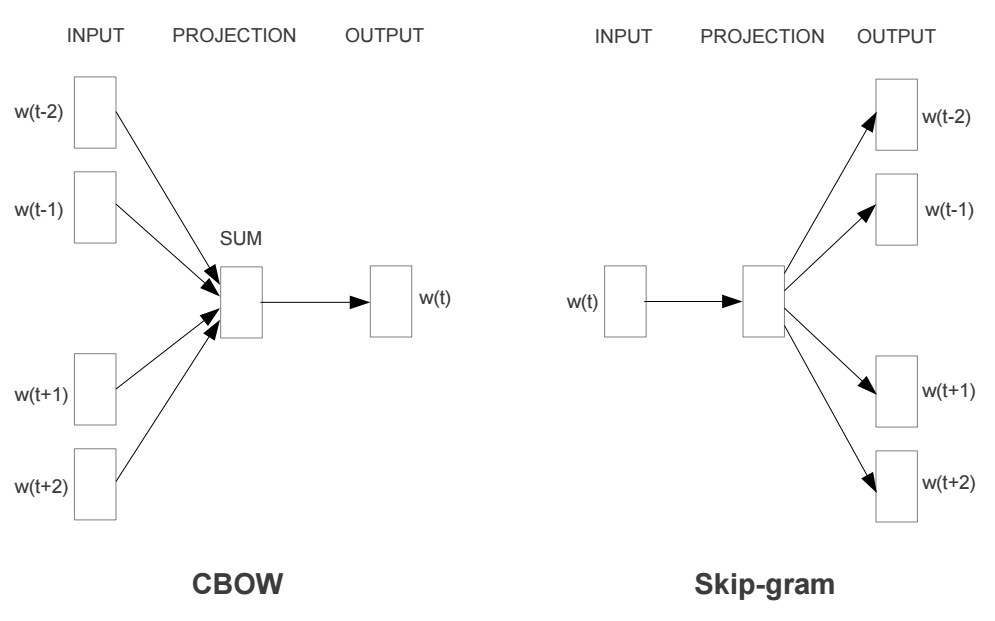 INPUT PROJECTION OUTPUT
w(t-2)
w(t-1)
SUM
w(t)
w(t+1)
w(t+2)
CBOW
INPUT PROJECTION OUTPUT
w(t-2)
w(t-1)
w(t)
w(t+1)
w(t+2)
Skip-gram